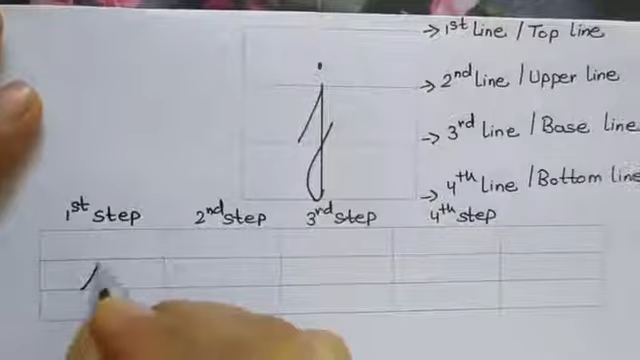 1st Line / Top line
j
2nd Line / Upper line
3rd Line / Base line
4th Line / Bottom line
1st step 2nd step 3rd step 4th step